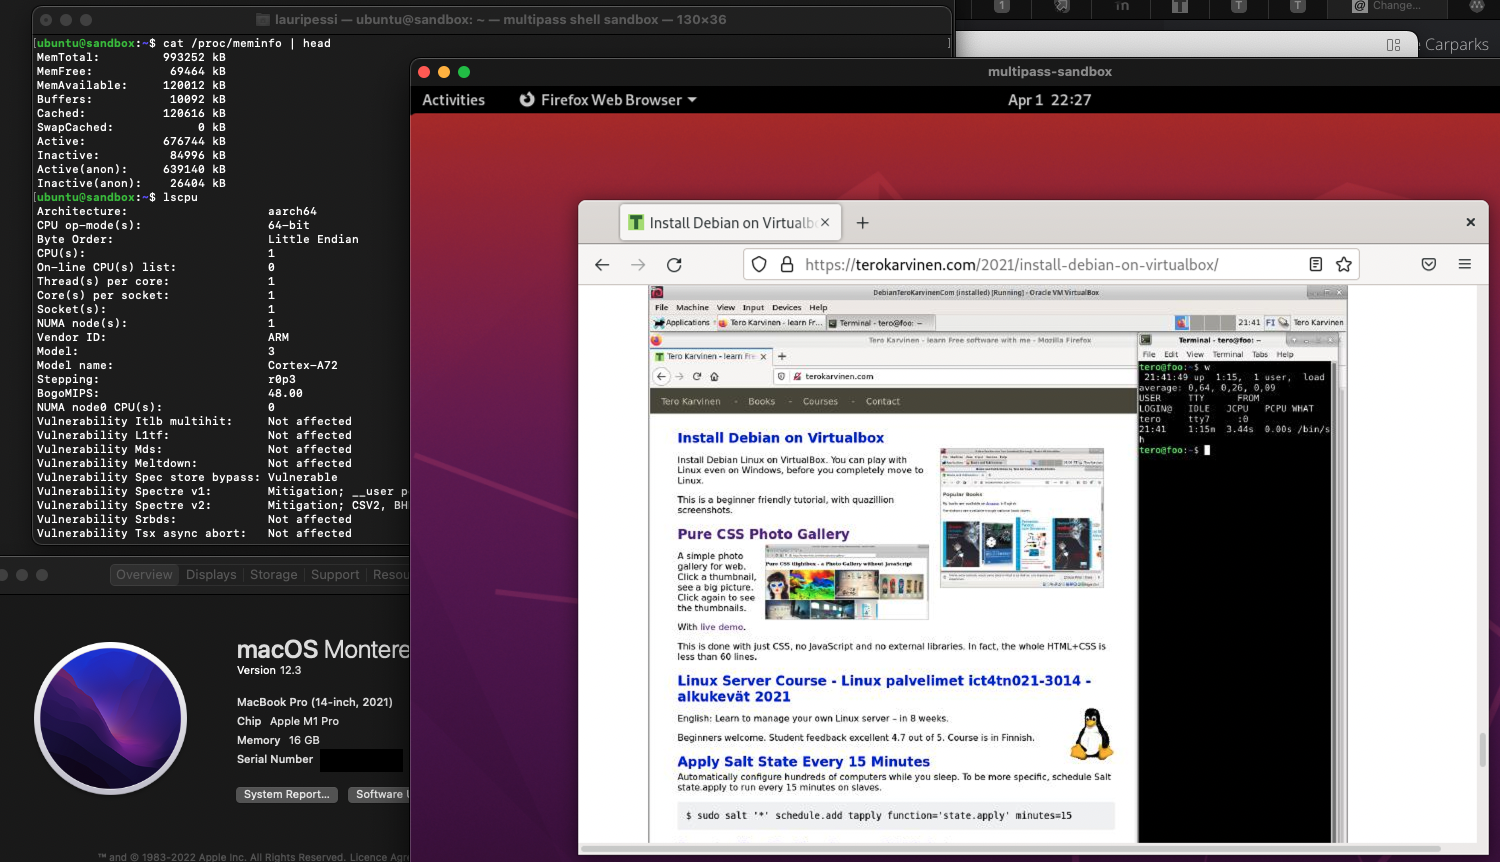 lauripessi — ubuntu@sandbox: ~ — multipass shell sandbox — 130×36
ubuntu@sandbox:~$ cat /proc/meminfo | head
MemTotal: 993252 kB
MemFree: 69464 kB
MemAvailable: 120012 kB
Buffers: 10092 kB
Cached: 120616 kB
SwapCached: 0 kB
Active: 676744 kB
Inactive: 84996 kB
Active(anon): 639140 kB
Inactive(anon): 26404 kB
ubuntu@sandbox:~$ lscpu
Architecture: aarch64
CPU op-mode(s): 64-bit
Byte Order: Little Endian
CPU(s): 1
On-line CPU(s) list: 0
Thread(s) per core: 1
Core(s) per socket: 1
Socket(s): 1
NUMA node(s): 1
Vendor ID: ARM
Model: 3
Model name: Cortex-A72
Stepping: r0p3
BogoMIPS: 48.00
NUMA node0 CPU(s): 0
Vulnerability Itlb multihit: Not affected
Vulnerability L1tf: Not affected
Vulnerability Mds: Not affected
Vulnerability Meltdown: Not affected
Vulnerability Spec store bypass: Vulnerable
Vulnerability Spectre v1: Mitigation; __user p
Vulnerability Spectre v2: Mitigation; CSV2, BH
Vulnerability Srbds: Not affected
Vulnerability Tsx async abort: Not affected
Overview Displays Storage Support Resou
macOS Montere
Version 12.3
MacBook Pro (14-inch, 2021)
Chip Apple M1 Pro
Memory 16 GB
Serial Number
System Report... Software U
™ and © 1983-2022 Apple Inc. All Rights Reserved. Licence Agre
1 in T T T @ Change...
Carparks
multipass-sandbox
Activities Firefox Web Browser Apr 1 22:27
T Install Debian on Virtualb
https://terokarvinen.com/2021/install-debian-on-virtualbox/
DebianTeroKarvinenCom (installed) [Running] - Oracle VM VirtualBox
File Machine View Input Devices Help
Applications Tero Karvinen - learn Fr... Terminal - tero@foo: ~ 21:41 FI Tero Karvinen
Tero Karvinen - learn Free software with me - Mozilla Firefox
T Tero Karvinen - learn Fre
terokarvinen.com
Tero Karvinen - Books - Courses - Contact
Install Debian on Virtualbox
Install Debian Linux on VirtualBox. You can play with
Linux even on Windows, before you completely move to
Linux.
This is a beginner friendly tutorial, with quazillion
screenshots.
Popular Books
Pure CSS Photo Gallery
A simple photo
gallery for web.
Click a thumbnail,
see a big picture.
Click again to see
the thumbnails.
Pure CSS Slightbox - a Photo Gallery without JavaScript
With live demo.
This is done with just CSS, no JavaScript and no external libraries. In fact, the whole HTML+CSS is
less than 60 lines.
Linux Server Course - Linux palvelimet ict4tn021-3014 -
alkukevät 2021
English: Learn to manage your own Linux server – in 8 weeks.
Beginners welcome. Student feedback excellent 4.7 out of 5. Course is in Finnish.
Apply Salt State Every 15 Minutes
Automatically configure hundreds of computers while you sleep. To be more specific, schedule Salt
state.apply to run every 15 minutes on slaves.
$ sudo salt '*' schedule.add tapply function='state.apply' minutes=15
Terminal - tero@foo: ~
File Edit View Terminal Tabs Help
tero@foo:~$ w
21:41:49 up 1:15, 1 user, load
average: 0,64, 0,26, 0,09
USER TTY FROM
LOGIN@ IDLE JCPU PCPU WHAT
tero tty7 :0
21:41 1:15m 3.44s 0.00s /bin/s
h
tero@foo:~$